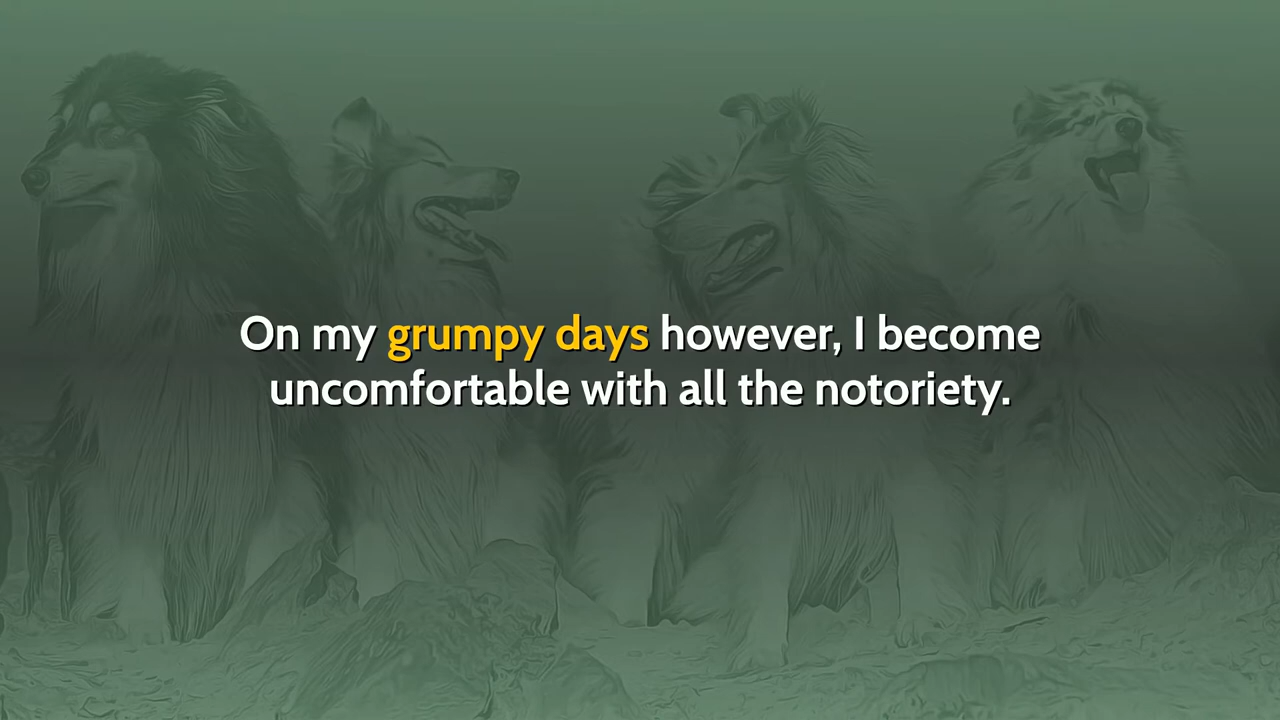 On my grumpy days however, I become
uncomfortable with all the notoriety.